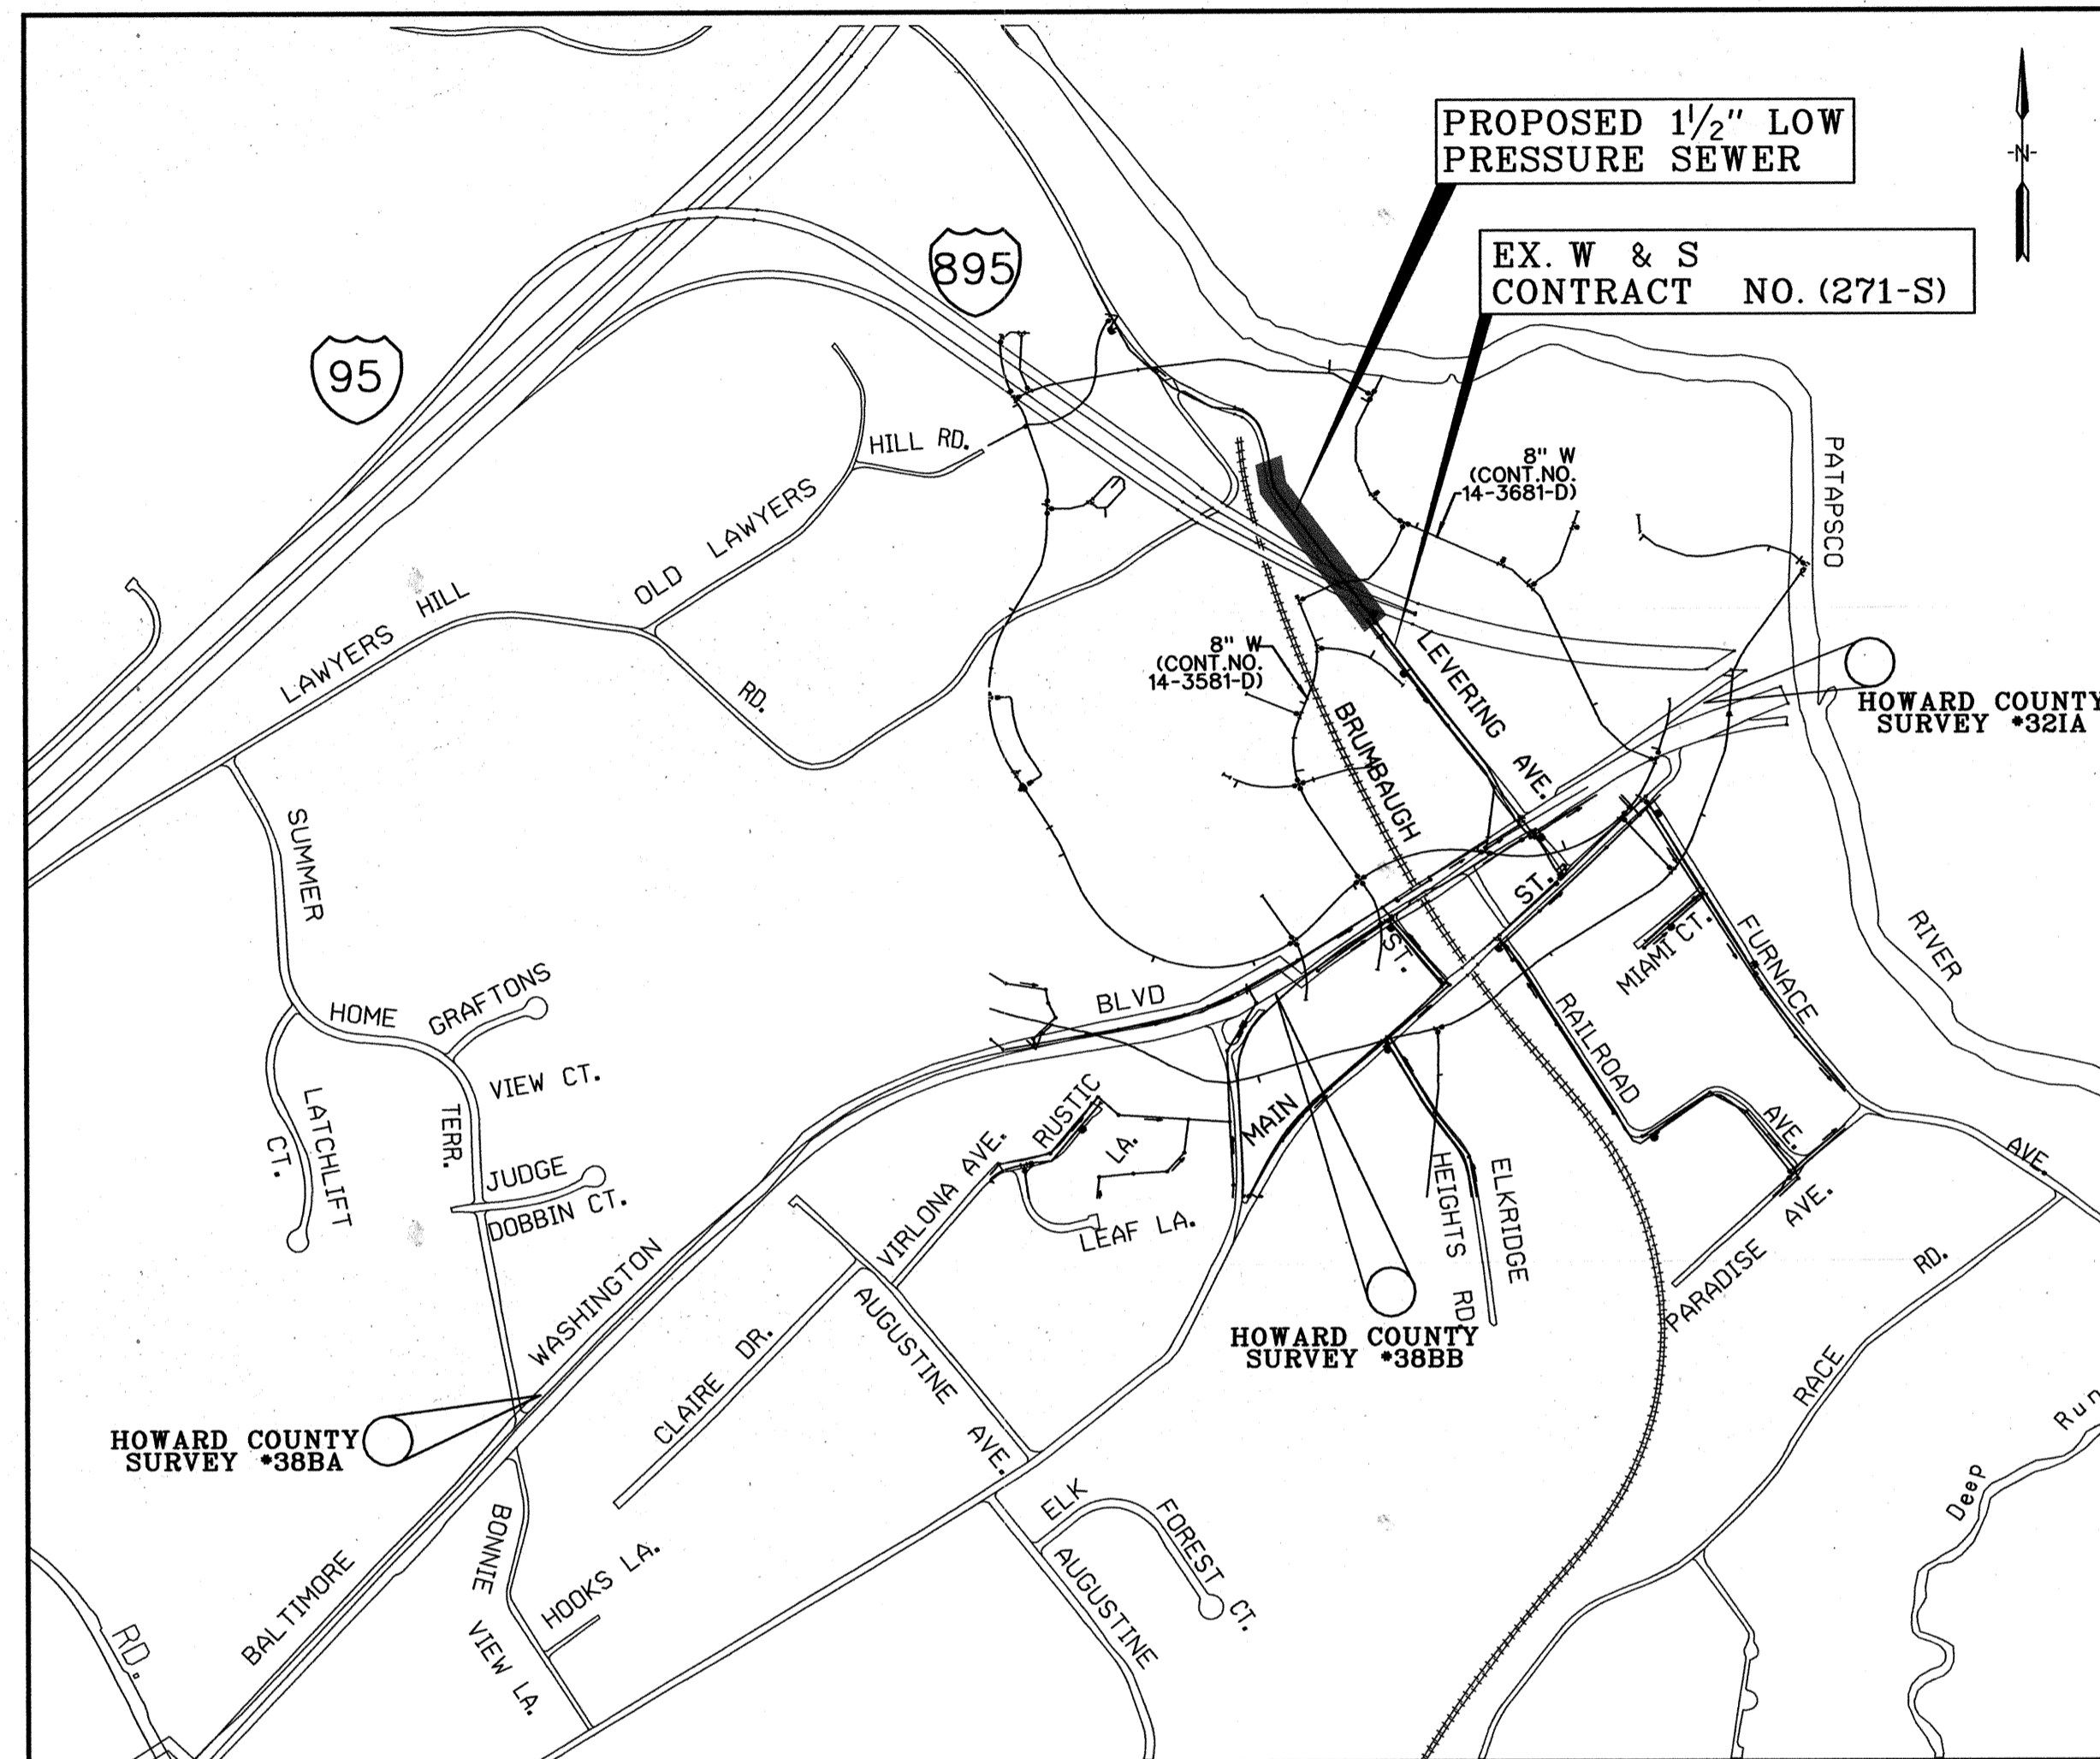 PROPOSED 1 1/2" LOW
PRESSURE SEWER
-N-
EX. W & S
CONTRACT NO. (271-S)
895
95
HILL RD.
8" W
(CONT.NO.
14-3681-D)
PATAPSCO
OLD LAWYERS
LAWYERS HILL
RD.
8" W
(CONT.NO.
14-3581-D)
LEVERING AVE.
BRUMBAUGH
ST.
HOWARD COUNTY
SURVEY *32IA
SUMMER
HOME
TERR.
GRAFTONS
VIEW CT.
LATCHLIFT
CT.
JUDGE
DOBBIN CT.
BLVD
ST.
MIAMI CT.
FURNACE
RIVER
RAILROAD
AVE.
AVE.
MAIN
RUSTIC
LA.
VIRLONA AVE.
LEAF LA.
HEIGHTS RD.
ELKRIDGE
PARADISE AVE.
RACE RD.
WASHINGTON
CLAIRE DR.
AUGUSTINE AVE.
HOWARD COUNTY
SURVEY *38BB
HOWARD COUNTY
SURVEY *38BA
BONNIE
VIEW LA.
HOOKS LA.
ELK
FOREST
CT.
AUGUSTINE
Deep
Run
BALTIMORE
RD.